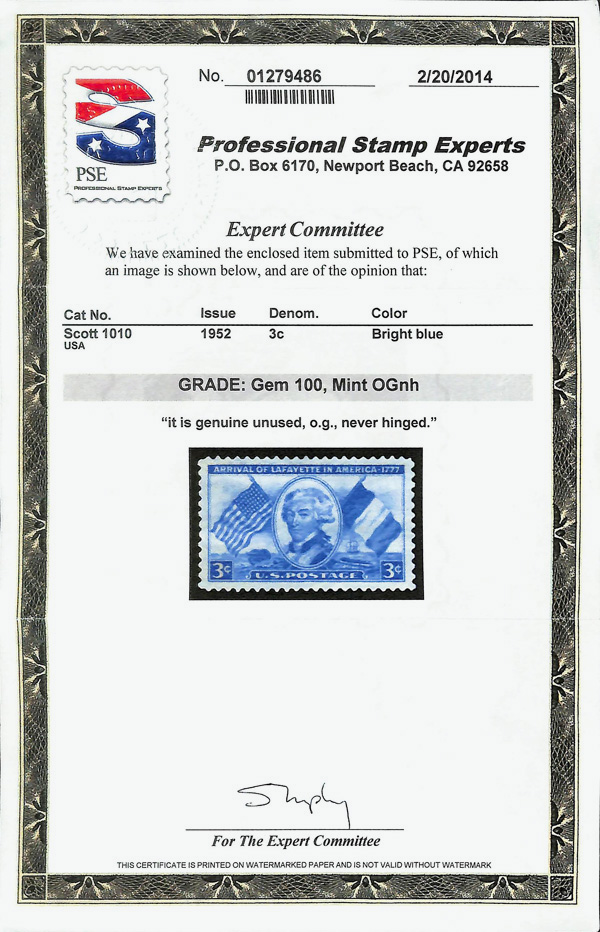 No. 01279486 2/20/2014
PSE
PROFESSIONAL STAMP EXPERTS
Professional Stamp Experts
P.O. Box 6170, Newport Beach, CA 92658
Expert Committee
We have examined the enclosed item submitted to PSE, of which
an image is shown below, and are of the opinion that:
Cat No. Issue Denom. Color
Scott 1010 1952 3c Bright blue
USA
GRADE: Gem 100, Mint OGnh
“it is genuine unused, o.g., never hinged.”
ARRIVAL OF LAFAYETTE IN AMERICA-1777
3¢ U.S. POSTAGE 3¢
For The Expert Committee
THIS CERTIFICATE IS PRINTED ON WATERMARKED PAPER AND IS NOT VALID WITHOUT WATERMARK